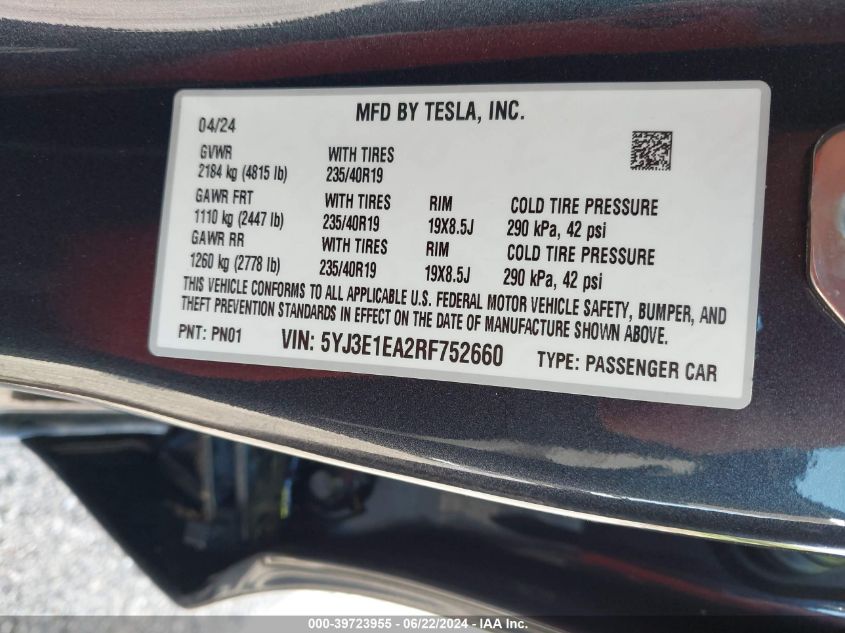 MFD BY TESLA, INC.
04/24
GVWR WITH TIRES
2184 kg (4815 lb) 235/40R19
GAWR FRT WITH TIRES RIM COLD TIRE PRESSURE
1110 kg (2447 lb) 235/40R19 19X8.5J 290 kPa, 42 psi
GAWR RR WITH TIRES RIM COLD TIRE PRESSURE
1260 kg (2778 lb) 235/40R19 19X8.5J 290 kPa, 42 psi
THIS VEHICLE CONFORMS TO ALL APPLICABLE U.S. FEDERAL MOTOR VEHICLE SAFETY, BUMPER, AND
THEFT PREVENTION STANDARDS IN EFFECT ON THE DATE OF MANUFACTURE SHOWN ABOVE.
PNT: PN01 VIN: 5YJ3E1EA2RF752660 TYPE: PASSENGER CAR
000-39723955 - 06/22/2024 - IAA Inc.